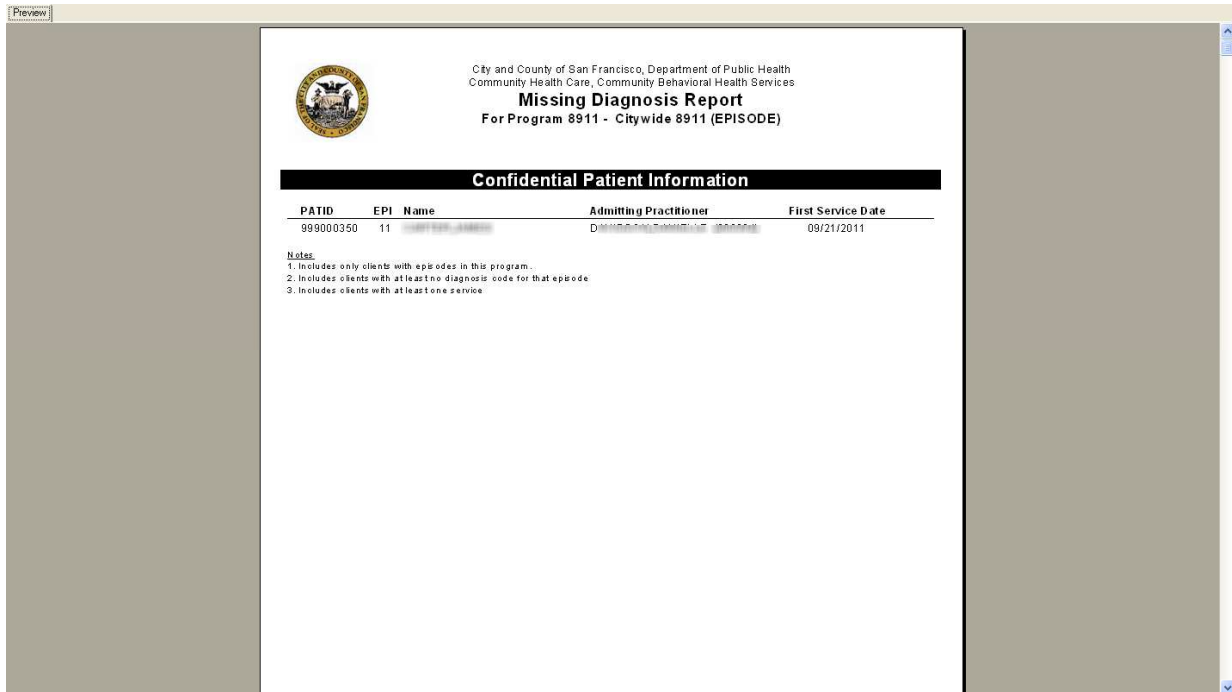 Preview
City and County of San Francisco, Department of Public Health
Community Health Care, Community Behavioral Health Services
Missing Diagnosis Report
For Program 8911 - Citywide 8911 (EPISODE)
Confidential Patient Information
PATID EPI Name Admitting Practitioner First Service Date
999000350 11 09/21/2011
Notes
1. Includes only clients with episodes in this program.
2. Includes clients with at least no diagnosis code for that episode
3. Includes clients with at least one service